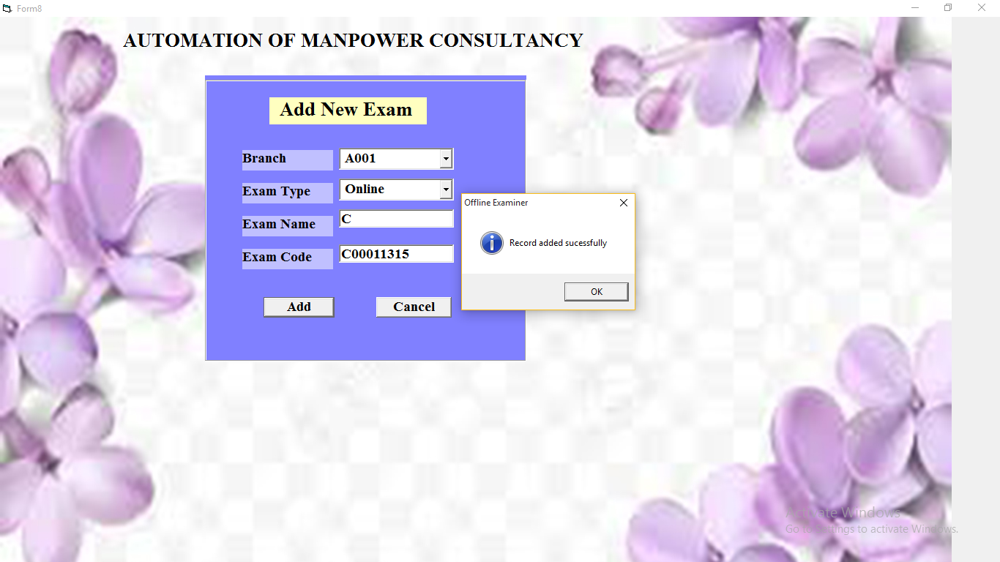 Form8
AUTOMATION OF MANPOWER CONSULTANCY
Add New Exam
Branch
A001
Exam Type
Online
Exam Name
C
Exam Code
C00011315
Add
Cancel
Offline Examiner
Record added sucessfully
OK
Activate Windows
Go to Settings to activate Windows.